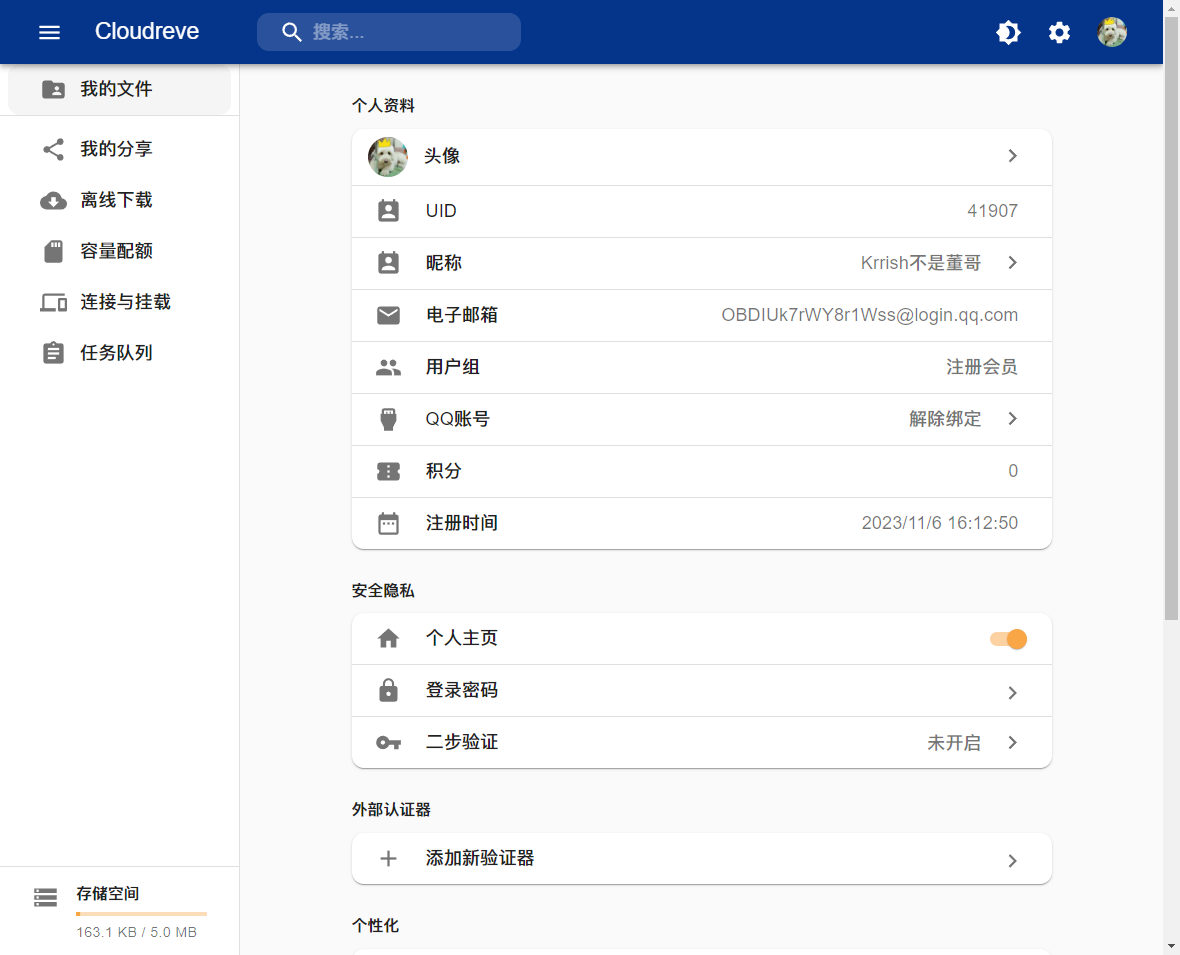 Cloudreve
搜索...
我的文件
我的分享
离线下载
容量配额
连接与挂载
任务队列
存储空间
163.1 KB / 5.0 MB
个人资料
头像
UID 41907
昵称 Krrish不是董哥
电子邮箱 OBDIUk7rWY8r1Wss@login.qq.com
用户组 注册会员
QQ账号 解除绑定
积分 0
注册时间 2023/11/6 16:12:50
安全隐私
个人主页
登录密码
二步验证 未开启
外部认证器
添加新验证器
个性化